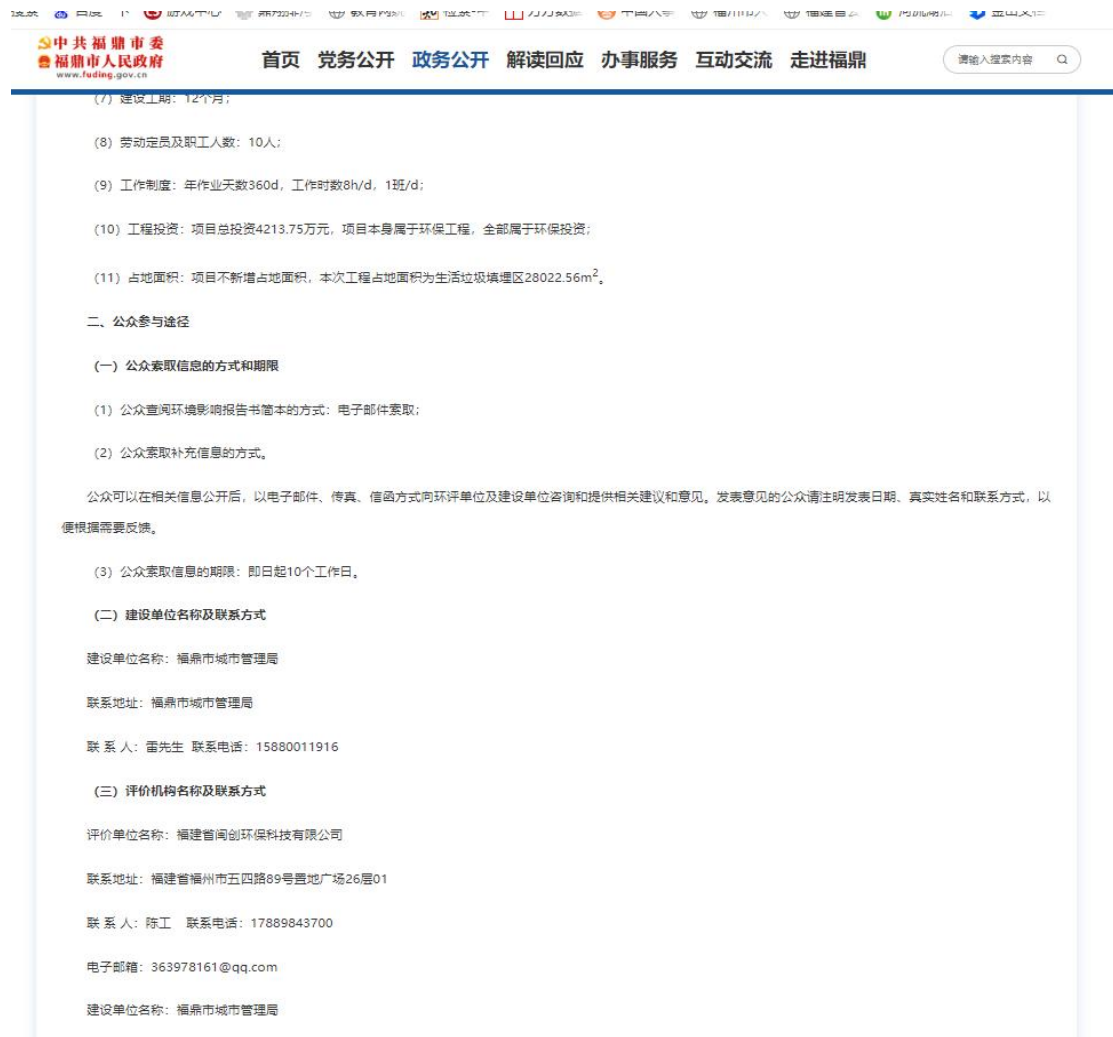 中共福鼎市委
福鼎市人民政府
www.fuding.gov.cn
首页 党务公开 政务公开 解读回应 办事服务 互动交流 走进福鼎
请输入搜索内容
(7) 建设工期：12个月；
(8) 劳动定员及职工人数：10人；
(9) 工作制度：年作业天数360d，工作时数8h/d，1班/d；
(10) 工程投资：项目总投资4213.75万元，项目本身属于环保工程，全部属于环保投资；
(11) 占地面积：项目不新增占地面积，本次工程占地面积为生活垃圾填埋区28022.56m²。
二、公众参与途径
(一) 公众索取信息的方式和期限
(1) 公众查阅环境影响报告书简本的方式：电子邮件索取；
(2) 公众索取补充信息的方式。
公众可以在相关信息公开后，以电子邮件、传真、信函方式向环评单位及建设单位咨询和提供相关建议和意见。发表意见的公众请注明发表日期、真实姓名和联系方式，以
便根据需要反馈。
(3) 公众索取信息的期限：即日起10个工作日。
(二) 建设单位名称及联系方式
建设单位名称：福鼎市城市管理局
联系地址：福鼎市城市管理局
联 系 人：雷先生 联系电话：15880011916
(三) 评价机构名称及联系方式
评价单位名称：福建省闽创环保科技有限公司
联系地址：福建省福州市五四路89号置地广场26层01
联 系 人：陈工 联系电话：17889843700
电子邮箱：363978161@qq.com
建设单位名称：福鼎市城市管理局